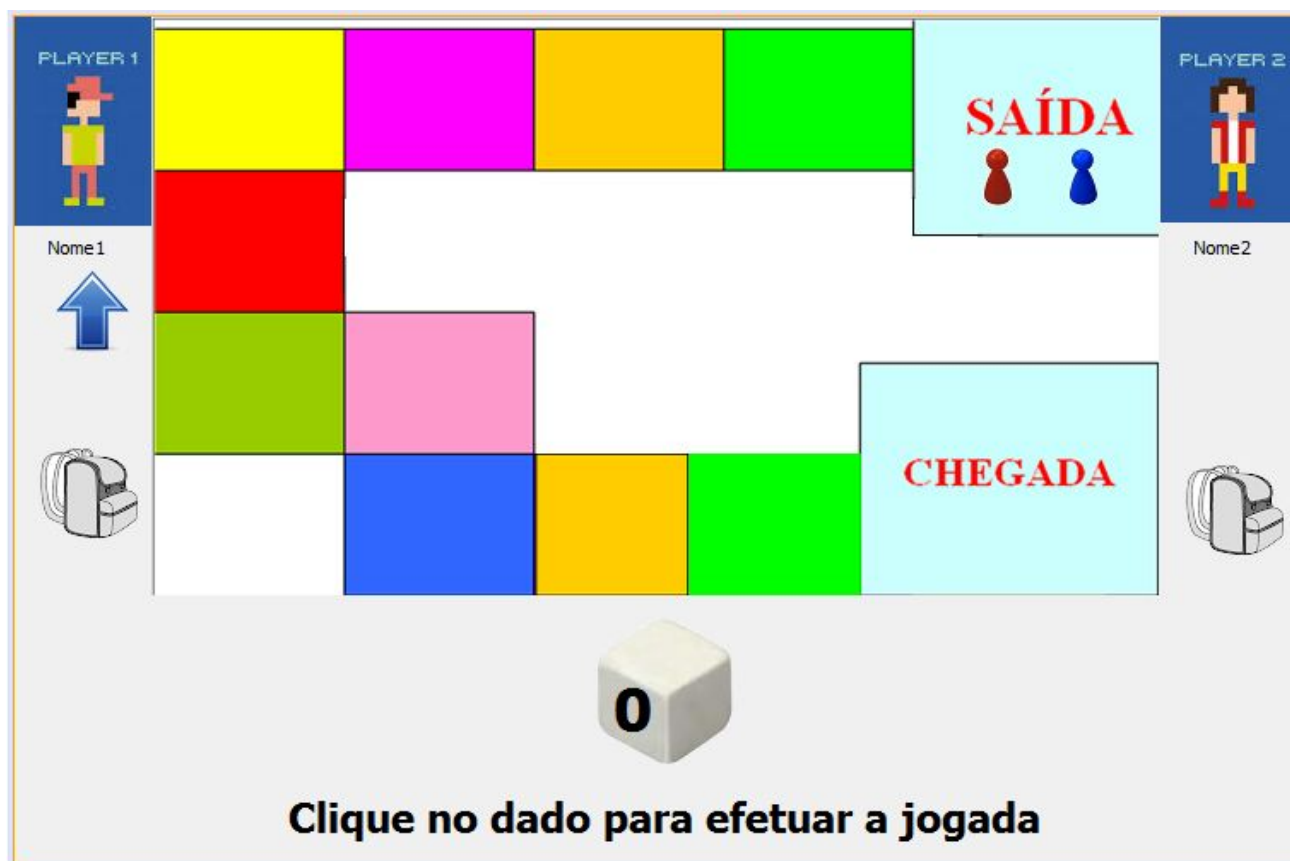 PLAYER 1
PLAYER 2
SAÍDA
Nome1
Nome2
CHEGADA
0
Clique no dado para efetuar a jogada